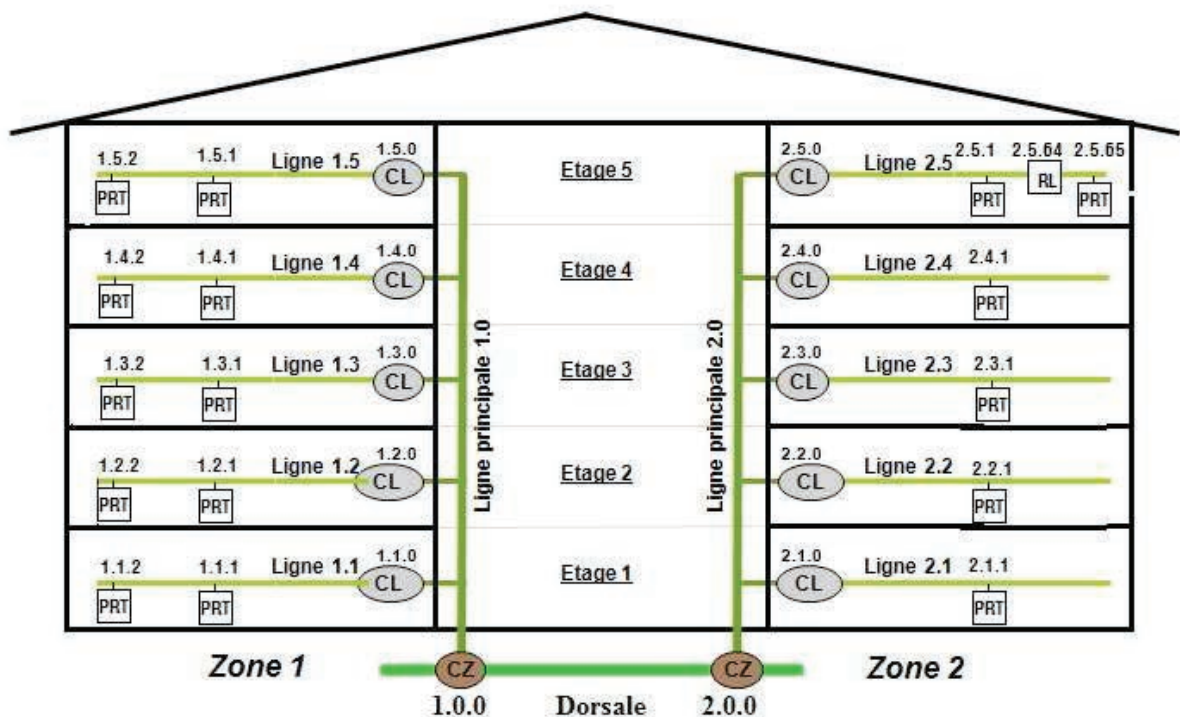 1.5.2 1.5.1 Ligne 1.5 1.5.0 Etage 5 2.5.0 Ligne 2.5 2.5.1 2.5.64 2.5.65
PRT PRT CL CL PRT RL PRT
1.4.2 1.4.1 Ligne 1.4 1.4.0 Etage 4 2.4.0 Ligne 2.4 2.4.1
PRT PRT CL CL PRT
Ligne principale 1.0
Ligne principale 2.0
1.3.2 1.3.1 Ligne 1.3 1.3.0 Etage 3 2.3.0 Ligne 2.3 2.3.1
PRT PRT CL CL PRT
1.2.2 1.2.1 Ligne 1.2 1.2.0 Etage 2 2.2.0 Ligne 2.2 2.2.1
PRT PRT CL CL PRT
1.1.2 1.1.1 Ligne 1.1 1.1.0 Etage 1 2.1.0 Ligne 2.1 2.1.1
PRT PRT CL CL PRT
Zone 1 CZ CZ Zone 2
1.0.0 Dorsale 2.0.0